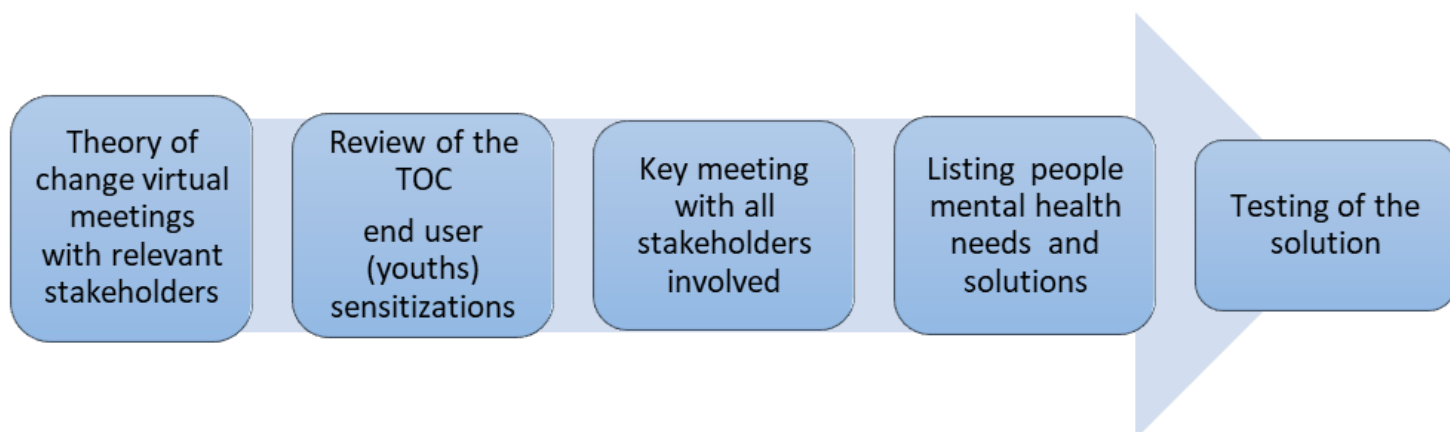 Theory of
change virtual
meetings
with relevant
stakeholders
Review of the
TOC
end user
(youths)
sensitizations
Key meeting
with all
stakeholders
involved
Listing people
mental health
needs and
solutions
Testing of the
solution